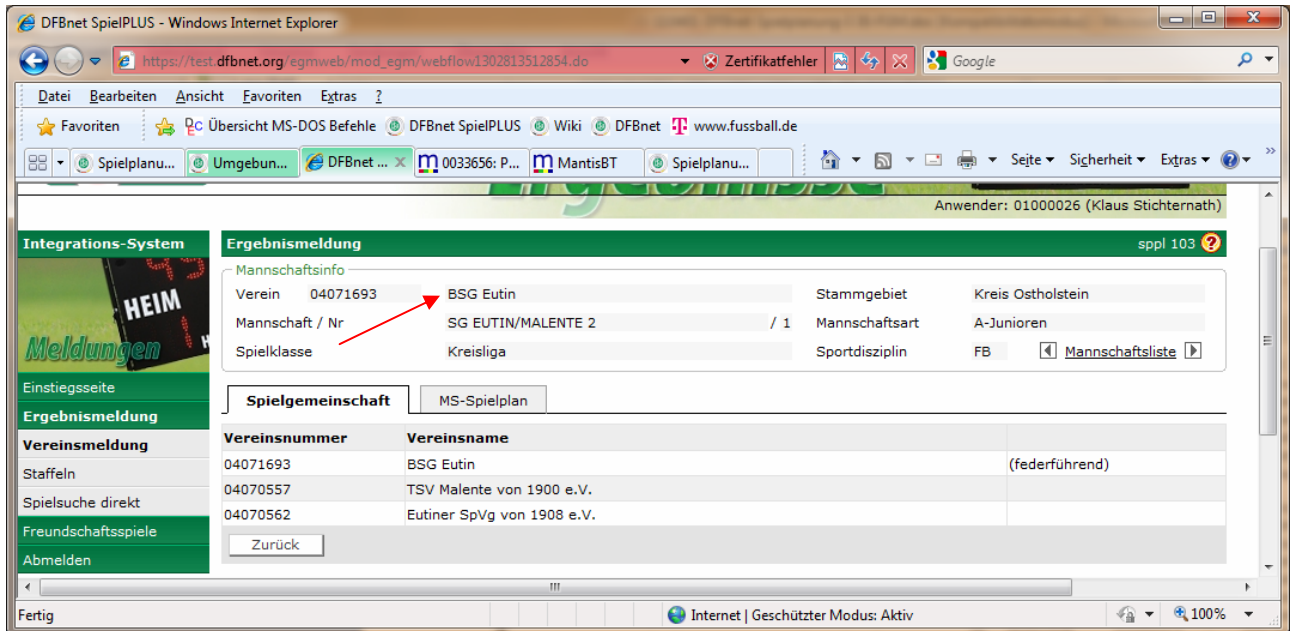 DFBnet SpielPLUS - Windows Internet Explorer
https://test.dfbnet.org/egmweb/mod_egm/webflow1302813512854.do Zertifikatfehler Google
Datei Bearbeiten Ansicht Favoriten Extras ?
Favoriten Übersicht MS-DOS Befehle DFBnet SpielPLUS Wiki DFBnet www.fussball.de
Spielplanu... Umgebun... DFBnet ... 0033656: P... MantisBT Spielplanu... Seite Sicherheit Extras
Ergebnisse
Anwender: 01000026 (Klaus Stichternath)
Integrations-System
HEIM
Meldungen
Einstiegsseite
Ergebnismeldung
Vereinsmeldung
Staffeln
Spielsuche direkt
Freundschaftsspiele
Abmelden
Ergebnismeldung sppl 103 ?
Mannschaftsinfo
Verein 04071693 BSG Eutin Stammgebiet Kreis Ostholstein
Mannschaft / Nr SG EUTIN/MALENTE 2 / 1 Mannschaftsart A-Junioren
Spielklasse Kreisliga Sportdisziplin FB Mannschaftsliste
Spielgemeinschaft MS-Spielplan
Vereinsnummer Vereinsname
04071693 BSG Eutin (federführend)
04070557 TSV Malente von 1900 e.V.
04070562 Eutiner SpVg von 1908 e.V.
Zurück
Fertig Internet | Geschützter Modus: Aktiv 100%